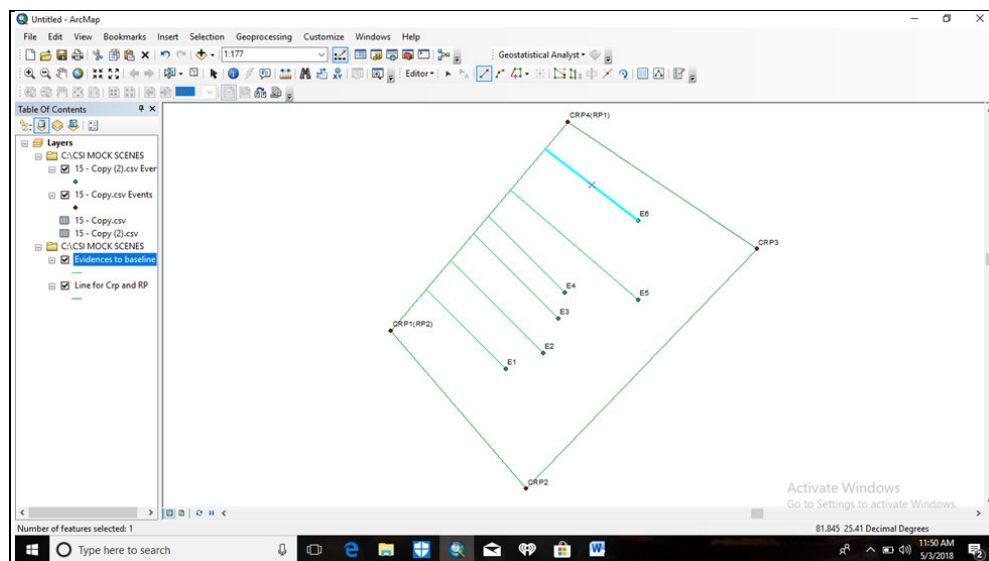 Untitled - ArcMap
File Edit View Bookmarks Insert Selection Geoprocessing Customize Windows Help
1:177
Geostatistical Analyst
Editor
Table Of Contents
Layers
C:\CSI MOCK SCENES
15 - Copy (2).csv Ever
15 - Copy.csv Events
15 - Copy.csv
15 - Copy (2).csv
C:\CSI MOCK SCENES
Evidences to baseline
Line for Crp and RP
CRP4(RP1)
E6
CRP3
E4
E5
E3
CRP1(RP2)
E2
E1
CRP2
Activate Windows
Go to Settings to activate Windows.
Number of features selected: 1
81.845 25.41 Decimal Degrees
Type here to search
11:50 AM
5/3/2018